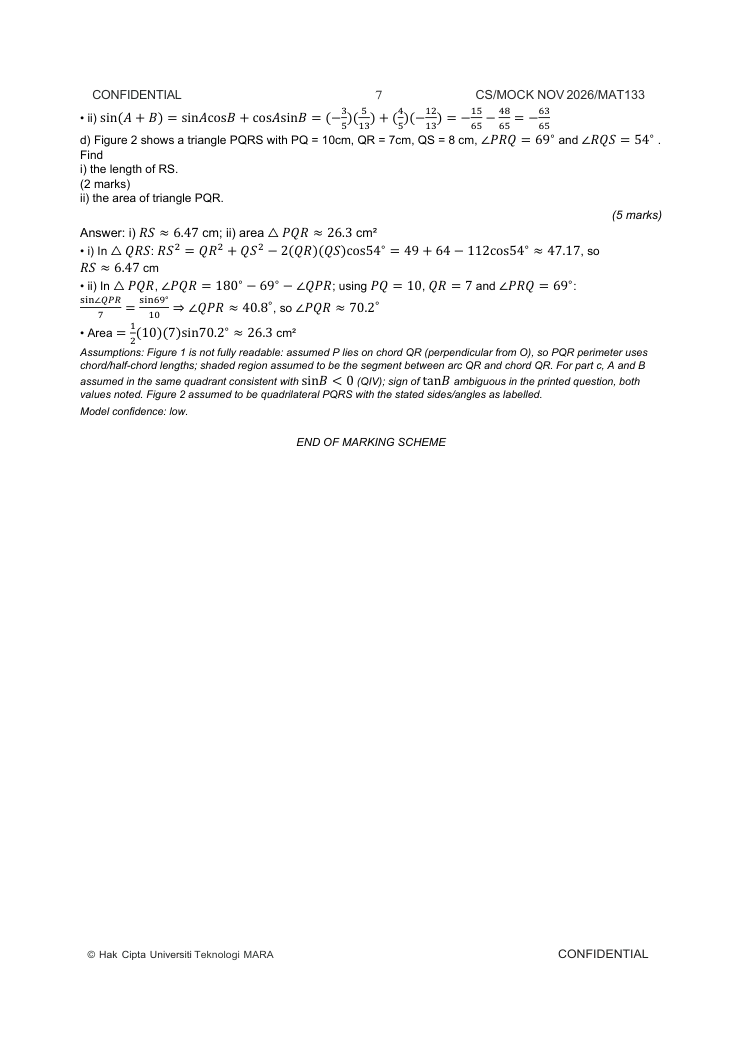 CONFIDENTIAL 7 CS/MOCK NOV 2026/MAT133
• ii) sin(A + B) = sinAcosB + cosAsinB = (−3/5)(5/13) + (4/5)(−12/13) = −15/65 − 48/65 = −63/65
d) Figure 2 shows a triangle PQRS with PQ = 10cm, QR = 7cm, QS = 8 cm, ∠PRQ = 69° and ∠RQS = 54° .
Find
i) the length of RS.
(2 marks)
ii) the area of triangle PQR.
(5 marks)
Answer: i) RS ≈ 6.47 cm; ii) area △ PQR ≈ 26.3 cm²
• i) In △ QRS: RS² = QR² + QS² − 2(QR)(QS)cos54° = 49 + 64 − 112cos54° ≈ 47.17, so
RS ≈ 6.47 cm
• ii) In △ PQR, ∠PQR = 180° − 69° − ∠QPR; using PQ = 10, QR = 7 and ∠PRQ = 69°:
sin∠QPR/7 = sin69°/10 ⇒ ∠QPR ≈ 40.8°, so ∠PQR ≈ 70.2°
• Area = 1/2(10)(7)sin70.2° ≈ 26.3 cm²
Assumptions: Figure 1 is not fully readable: assumed P lies on chord QR (perpendicular from O), so PQR perimeter uses
chord/half-chord lengths; shaded region assumed to be the segment between arc QR and chord QR. For part c, A and B
assumed in the same quadrant consistent with sinB < 0 (QIV); sign of tanB ambiguous in the printed question, both
values noted. Figure 2 assumed to be quadrilateral PQRS with the stated sides/angles as labelled.
Model confidence: low.
END OF MARKING SCHEME
© Hak Cipta Universiti Teknologi MARA CONFIDENTIAL